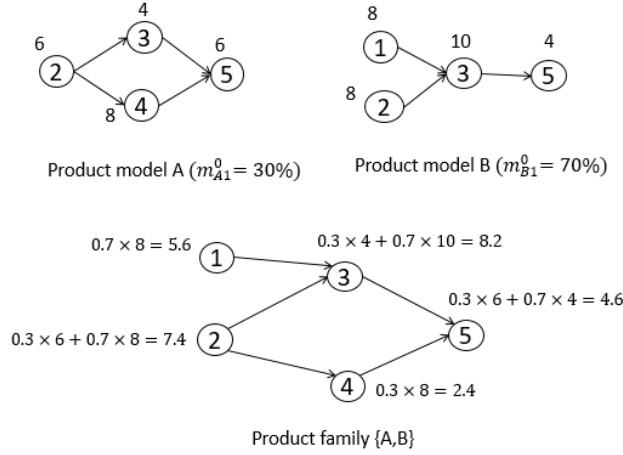 4
6
3
6
2
5
8
4
Product model A (m⁰_A1 = 30%)
8
1
10
4
3
5
8
2
Product model B (m⁰_B1 = 70%)
0.7 × 8 = 5.6
1
0.3 × 4 + 0.7 × 10 = 8.2
3
0.3 × 6 + 0.7 × 4 = 4.6
0.3 × 6 + 0.7 × 8 = 7.4
2
5
4
0.3 × 8 = 2.4
Product family {A,B}